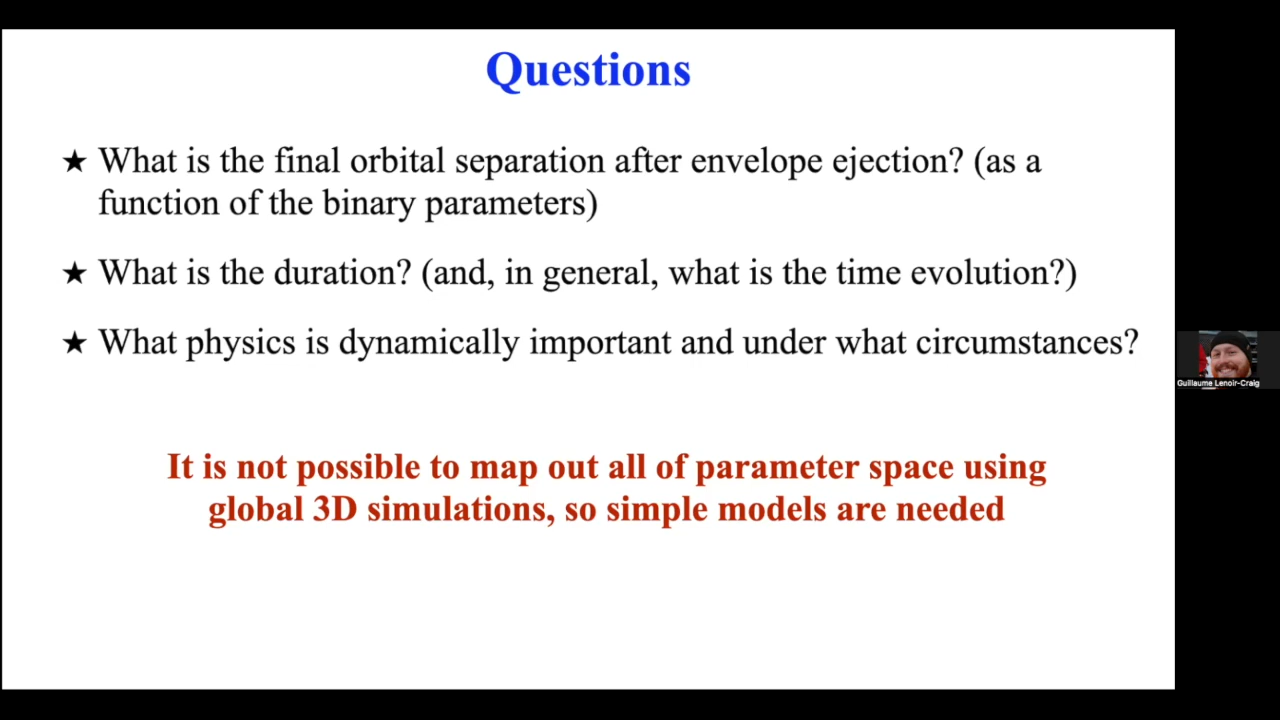 Questions
★ What is the final orbital separation after envelope ejection? (as a
function of the binary parameters)
★ What is the duration? (and, in general, what is the time evolution?)
★ What physics is dynamically important and under what circumstances?
It is not possible to map out all of parameter space using
global 3D simulations, so simple models are needed
Guillaume Lenoir-Craig